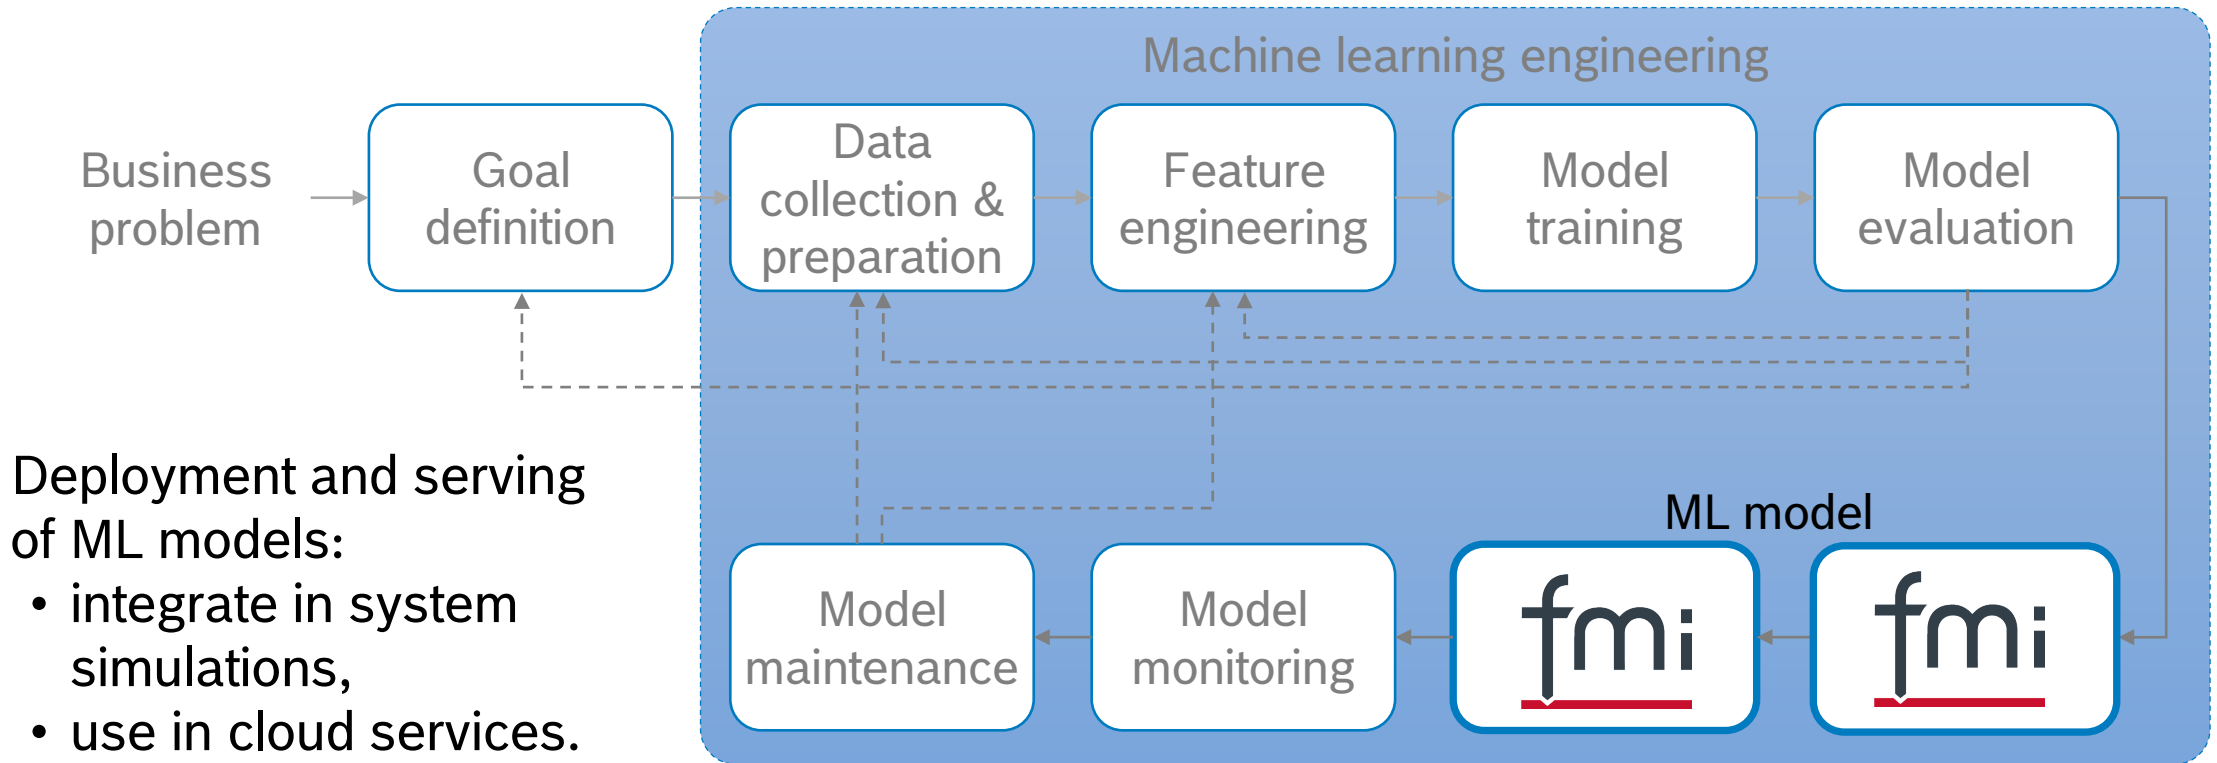 Machine learning engineering
Business
problem
Goal
definition
Data
collection &
preparation
Feature
engineering
Model
training
Model
evaluation
Deployment and serving
of ML models:
• integrate in system
simulations,
• use in cloud services.
ML model
Model
maintenance
Model
monitoring
fmi
fmi